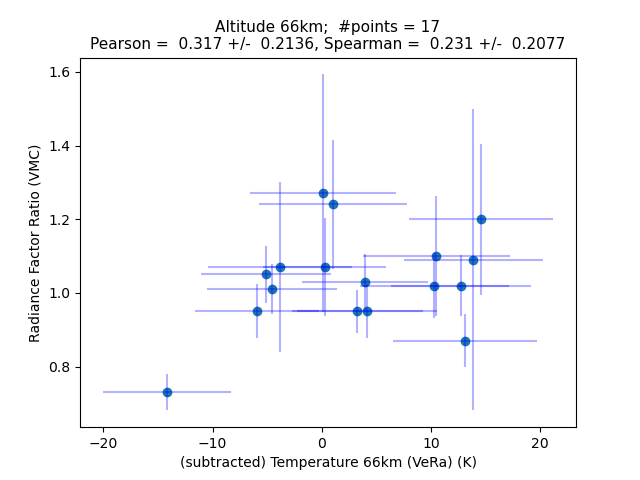 Altitude 66km;  #points = 17
Pearson =  0.317 +/-  0.2136, Spearman =  0.231 +/-  0.2077
Radiance Factor Ratio (VMC)
1.6
1.4
1.2
1.0
0.8
−20 −10 0 10 20
(subtracted) Temperature 66km (VeRa) (K)